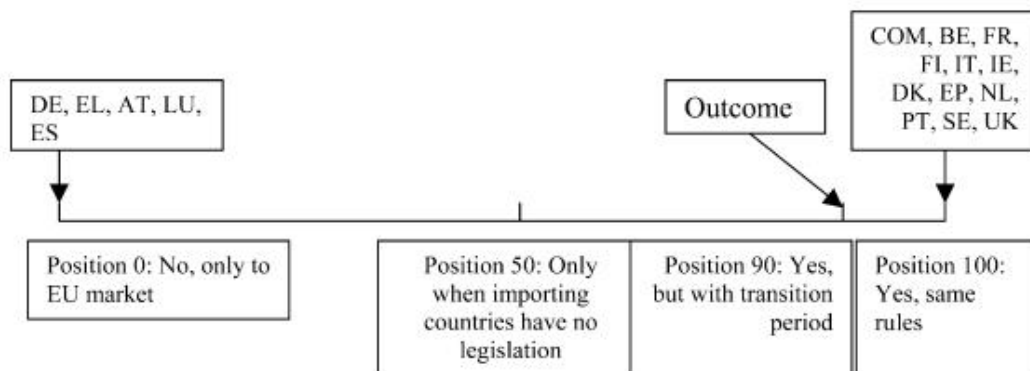 COM, BE, FR,
FI, IT, IE,
DK, EP, NL,
PT, SE, UK
DE, EL, AT, LU,
ES
Outcome
Position 0: No, only to
EU market
Position 50: Only
when importing
countries have no
legislation
Position 90: Yes,
but with transition
period
Position 100:
Yes, same
rules